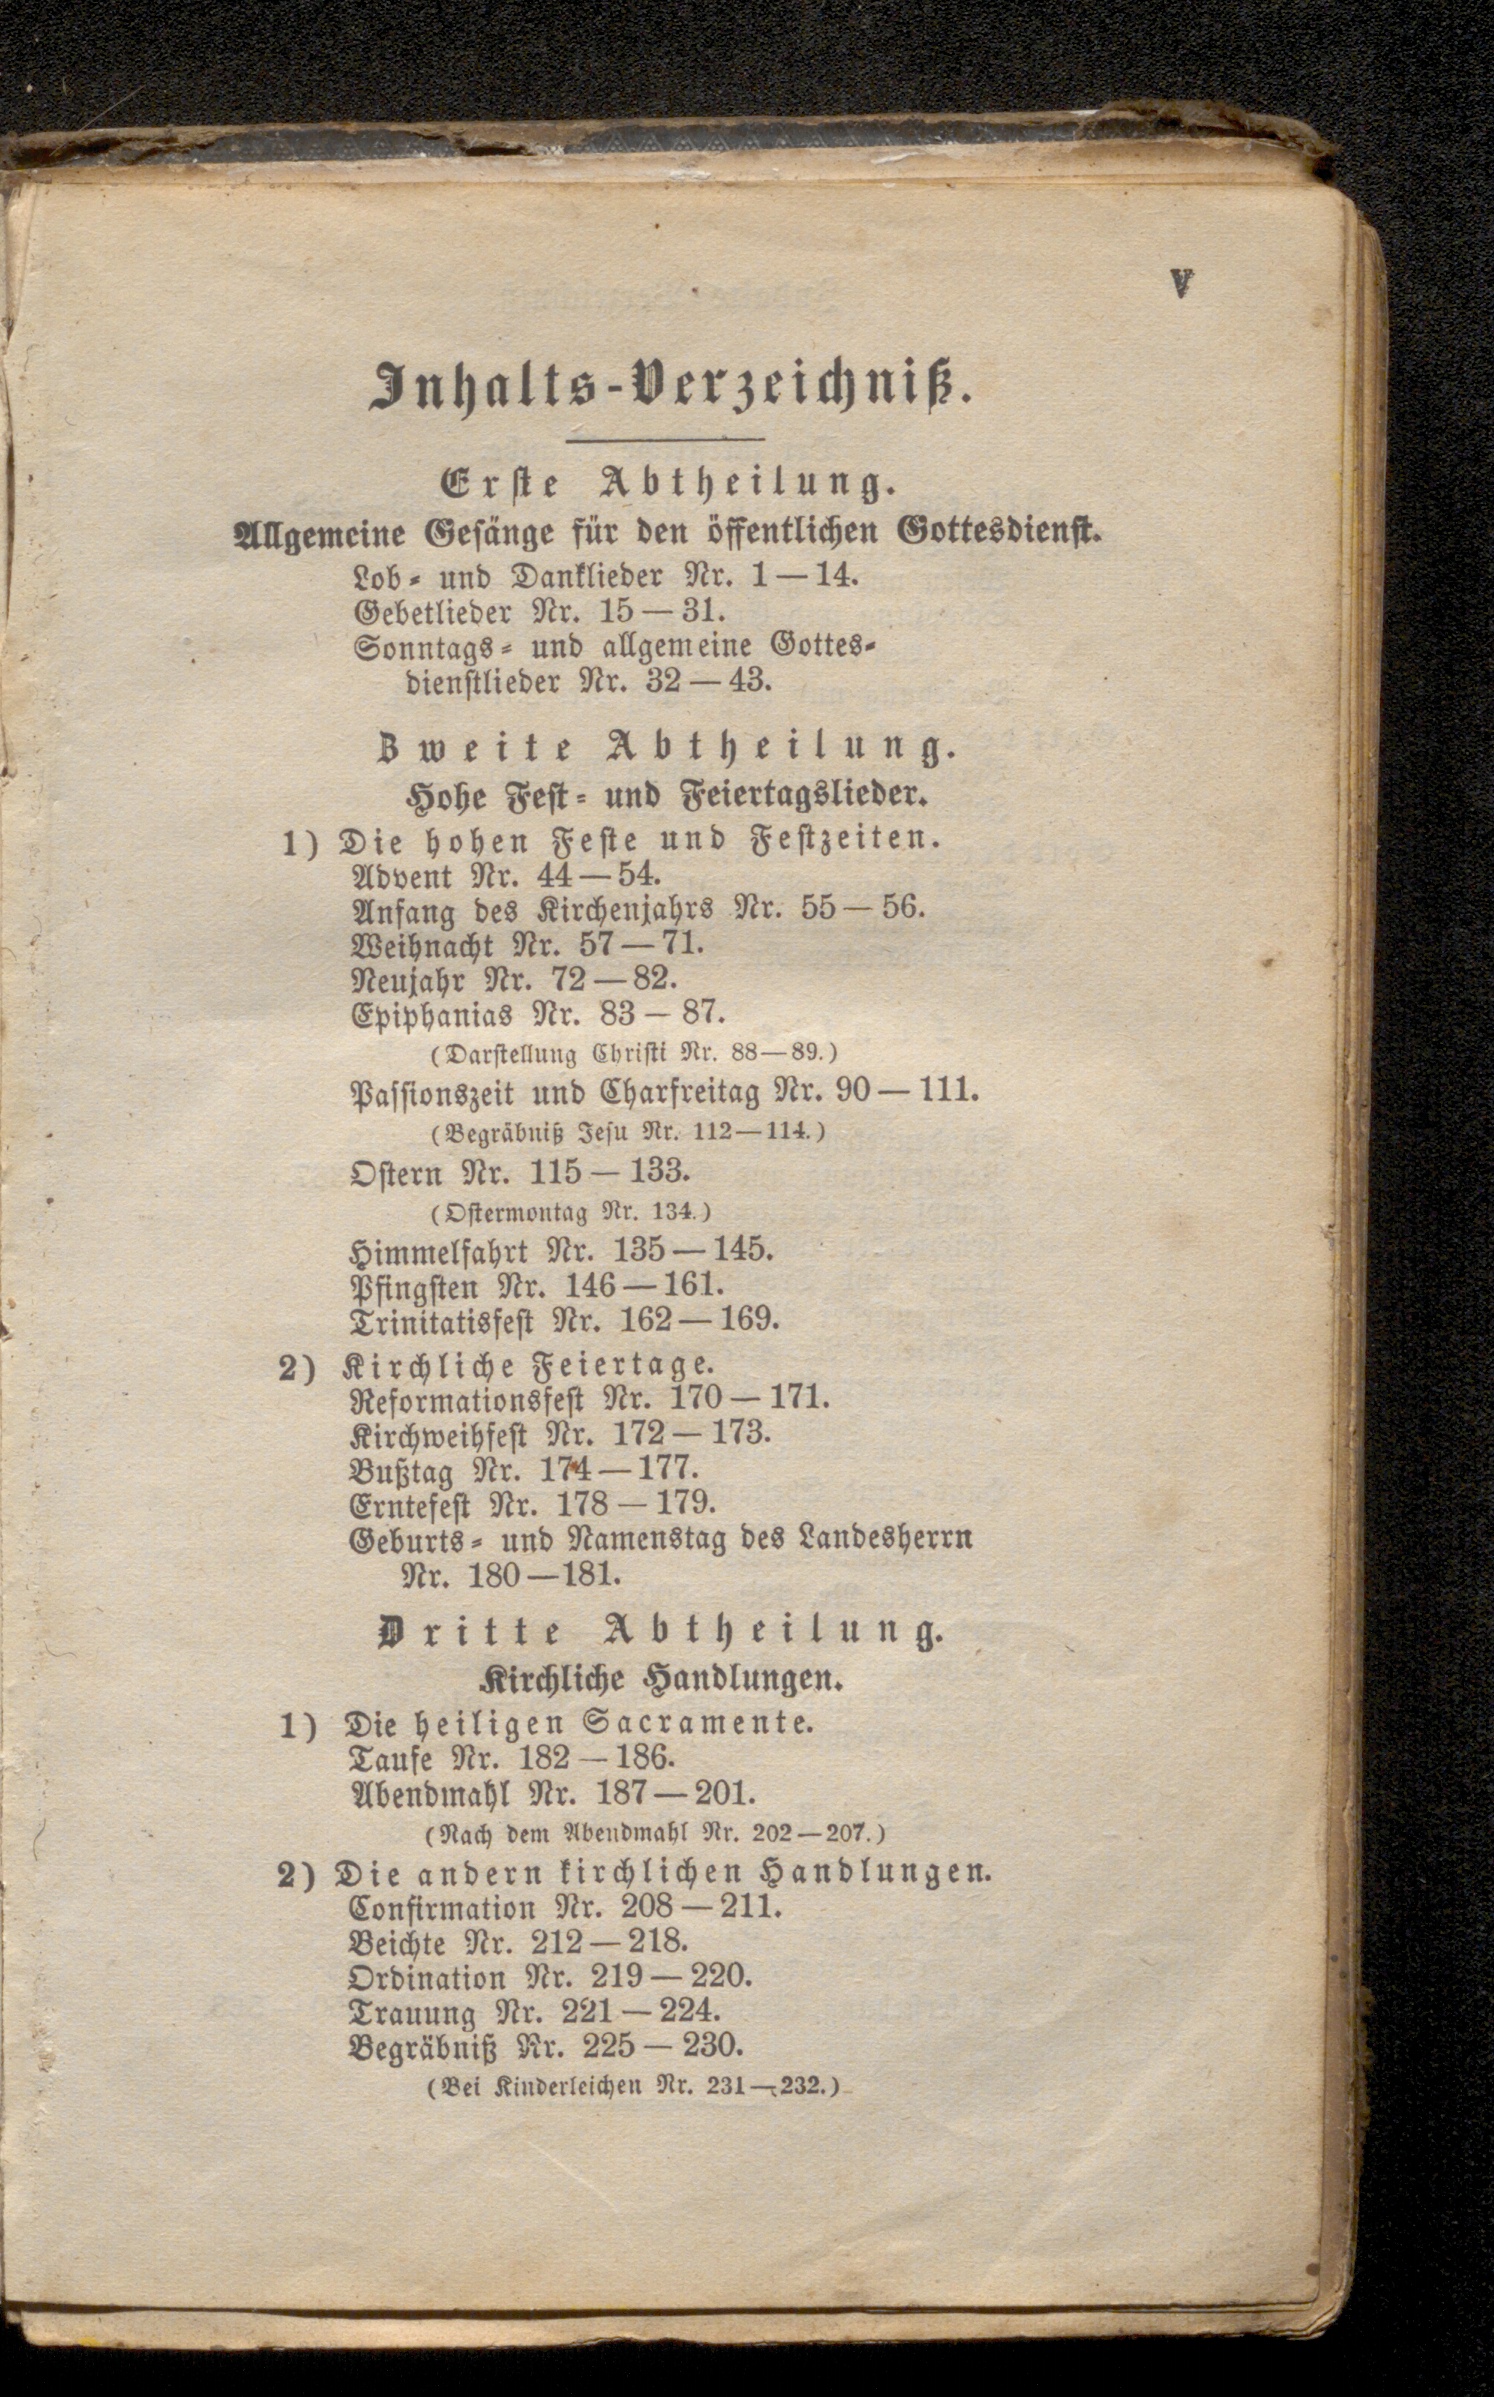 V
Inhalts-Verzeichniß.
Erste Abtheilung.
Allgemeine Gesänge für den öffentlichen Gottesdienst.
Lob- und Danklieder Nr. 1—14.
Gebetlieder Nr. 15—31.
Sonntags- und allgemeine Gottes-
dienstlieder Nr. 32—43.
Zweite Abtheilung.
Hohe Fest- und Feiertagslieder.
1) Die hohen Feste und Festzeiten.
Advent Nr. 44—54.
Anfang des Kirchenjahrs Nr. 55—56.
Weihnacht Nr. 57—71.
Neujahr Nr. 72—82.
Epiphanias Nr. 83—87.
(Darstellung Christi Nr. 88—89.)
Passionszeit und Charfreitag Nr. 90—111.
(Begräbniß Jesu Nr. 112—114.)
Ostern Nr. 115—133.
(Ostermontag Nr. 134.)
Himmelfahrt Nr. 135—145.
Pfingsten Nr. 146—161.
Trinitatisfest Nr. 162—169.
2) Kirchliche Feiertage.
Reformationsfest Nr. 170—171.
Kirchweihfest Nr. 172—173.
Bußtag Nr. 174—177.
Erntefest Nr. 178—179.
Geburts- und Namenstag des Landesherrn
Nr. 180—181.
Dritte Abtheilung.
Kirchliche Handlungen.
1) Die heiligen Sacramente.
Taufe Nr. 182—186.
Abendmahl Nr. 187—201.
(Nach dem Abendmahl Nr. 202—207.)
2) Die andern kirchlichen Handlungen.
Confirmation Nr. 208—211.
Beichte Nr. 212—218.
Ordination Nr. 219—220.
Trauung Nr. 221—224.
Begräbniß Nr. 225—230.
(Bei Kinderleichen Nr. 231—232.)